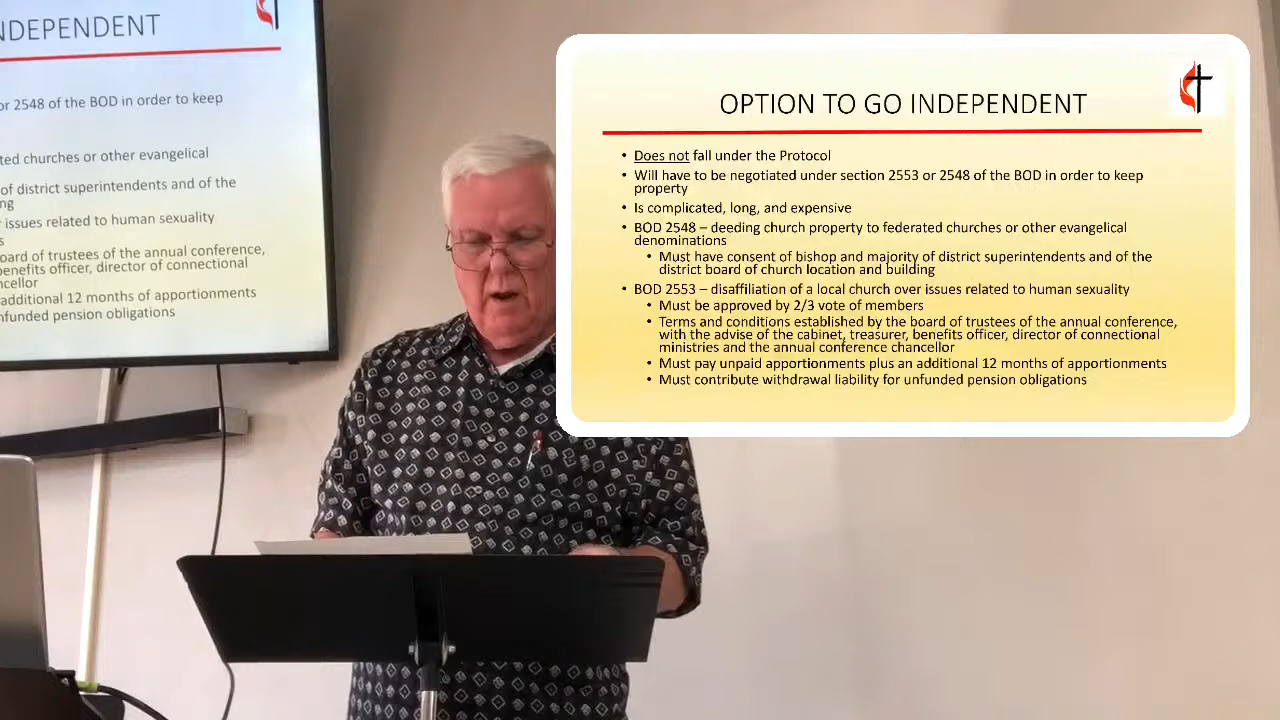 NDEPENDENT
or 2548 of the BOD in order to keep
ted churches or other evangelical
of district superintendents and of the
ng
r issues related to human sexuality
s
oard of trustees of the annual conference,
enefits officer, director of connectional
ncellor
additional 12 months of apportionments
nfunded pension obligations
OPTION TO GO INDEPENDENT
• Does not fall under the Protocol
• Will have to be negotiated under section 2553 or 2548 of the BOD in order to keep
property
• Is complicated, long, and expensive
• BOD 2548 – deeding church property to federated churches or other evangelical
denominations
• Must have consent of bishop and majority of district superintendents and of the
district board of church location and building
• BOD 2553 – disaffiliation of a local church over issues related to human sexuality
• Must be approved by 2/3 vote of members
• Terms and conditions established by the board of trustees of the annual conference,
with the advise of the cabinet, treasurer, benefits officer, director of connectional
ministries and the annual conference chancellor
• Must pay unpaid apportionments plus an additional 12 months of apportionments
• Must contribute withdrawal liability for unfunded pension obligations